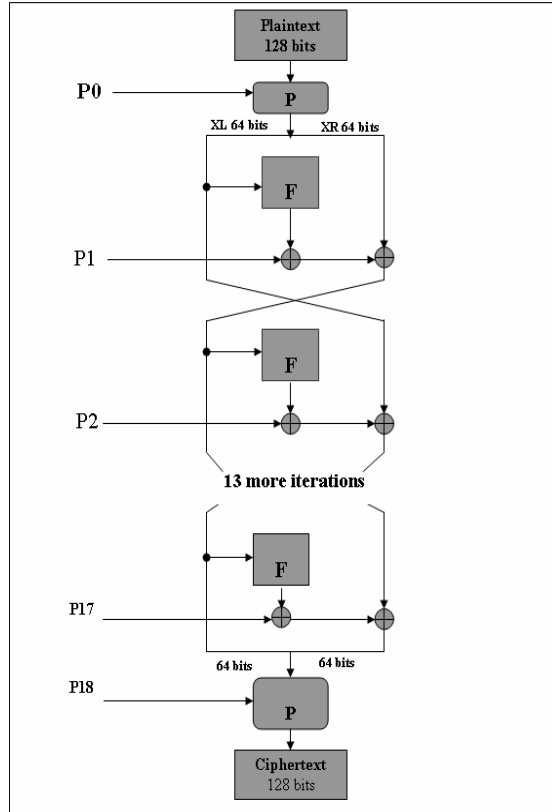 Plaintext
128 bits
P0
P
XL 64 bits
XR 64 bits
F
P1
F
P2
13 more iterations
F
P17
64 bits
64 bits
P18
P
Ciphertext
128 bits